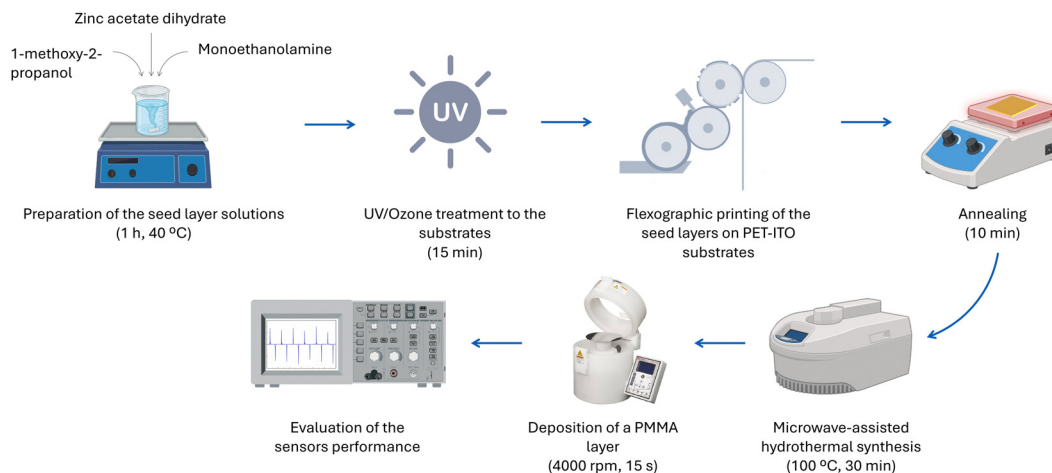 Zinc acetate dihydrate
1-methoxy-2-
propanol
Monoethanolamine
UV
Preparation of the seed layer solutions
(1 h, 40 ºC)
UV/Ozone treatment to the
substrates
(15 min)
Flexographic printing of the
seed layers on PET-ITO
substrates
Annealing
(10 min)
Evaluation of the
sensors performance
Deposition of a PMMA
layer
(4000 rpm, 15 s)
Microwave-assisted
hydrothermal synthesis
(100 ºC, 30 min)